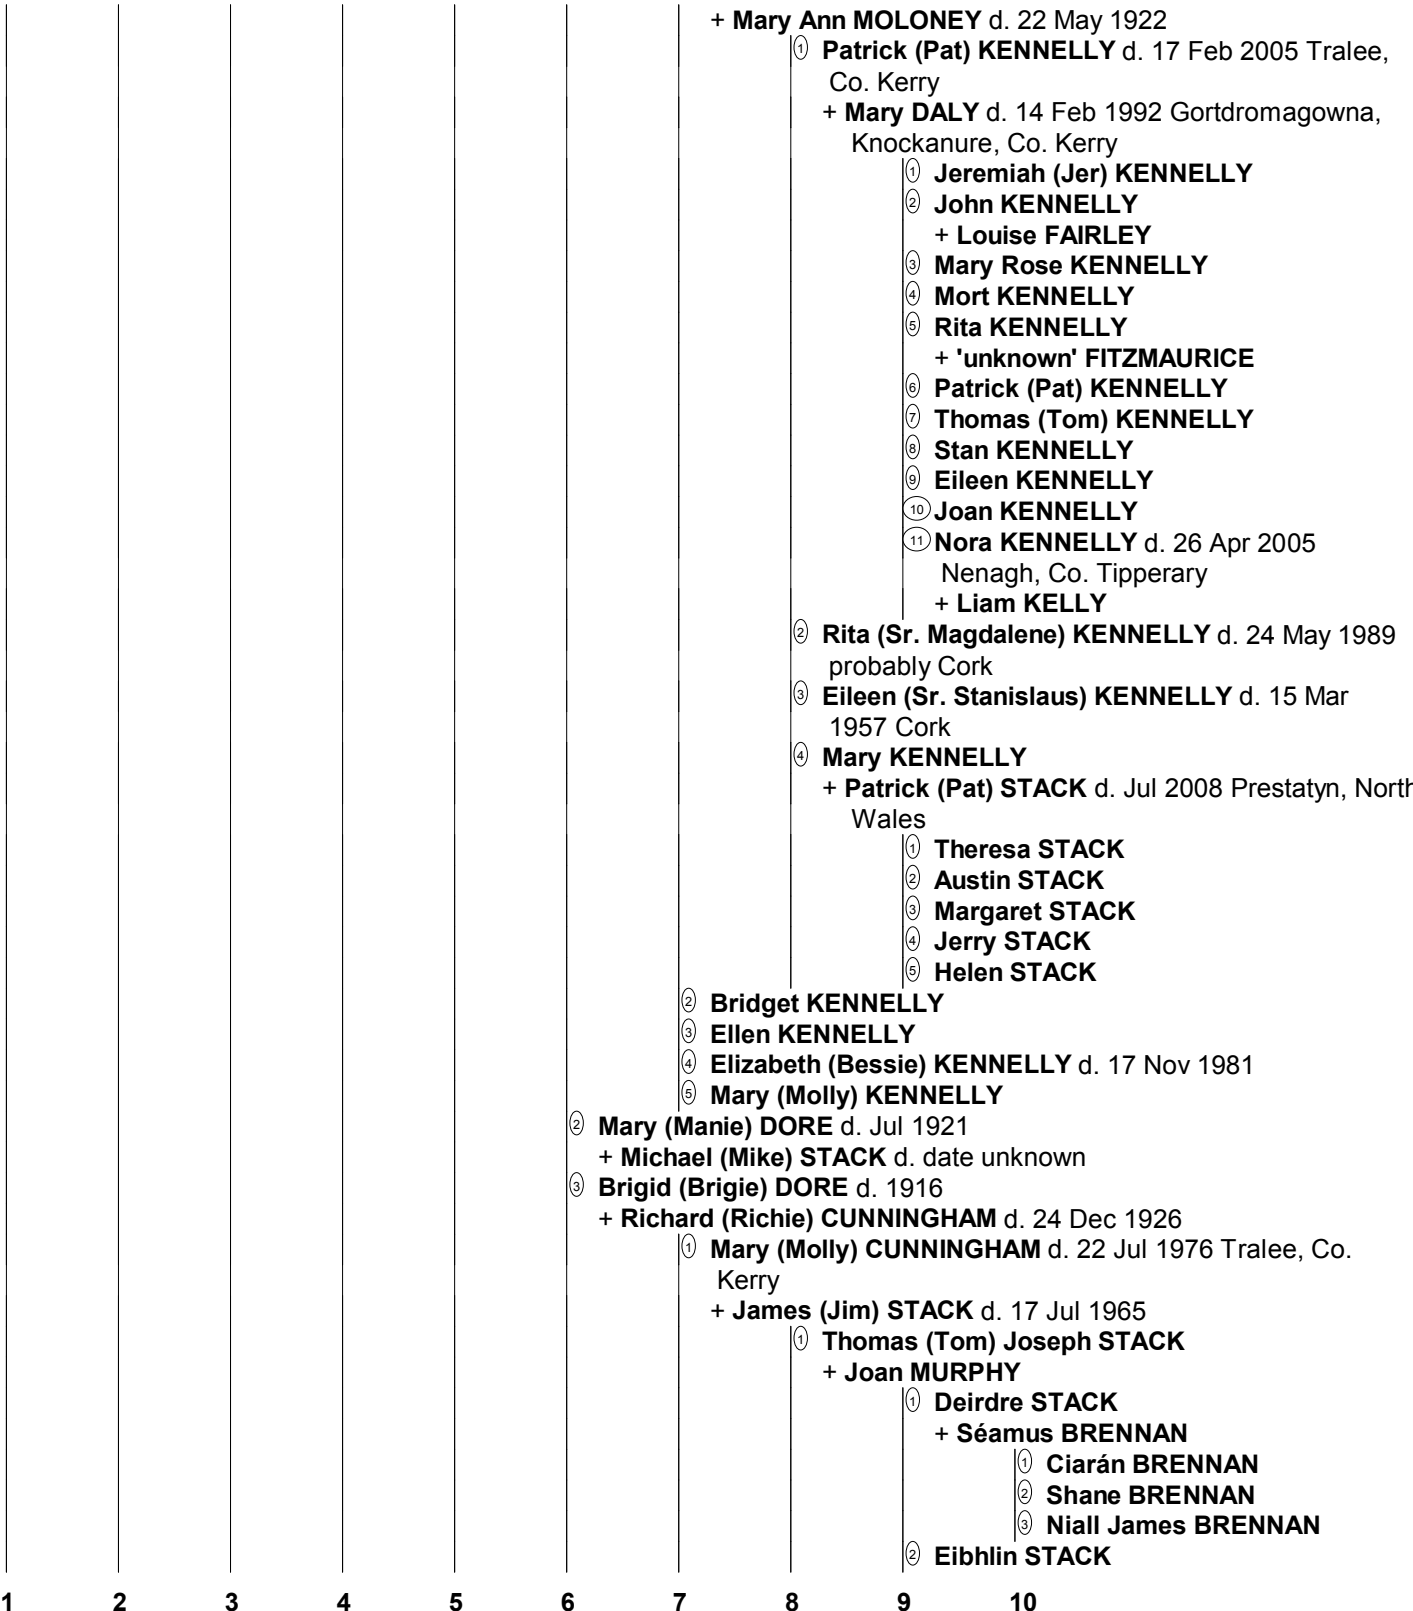 + Mary Ann MOLONEY d. 22 May 1922
1 Patrick (Pat) KENNELLY d. 17 Feb 2005 Tralee,
Co. Kerry
+ Mary DALY d. 14 Feb 1992 Gortdromagowna,
Knockanure, Co. Kerry
1 Jeremiah (Jer) KENNELLY
2 John KENNELLY
+ Louise FAIRLEY
3 Mary Rose KENNELLY
4 Mort KENNELLY
5 Rita KENNELLY
+ 'unknown' FITZMAURICE
6 Patrick (Pat) KENNELLY
7 Thomas (Tom) KENNELLY
8 Stan KENNELLY
9 Eileen KENNELLY
10 Joan KENNELLY
11 Nora KENNELLY d. 26 Apr 2005
Nenagh, Co. Tipperary
+ Liam KELLY
2 Rita (Sr. Magdalene) KENNELLY d. 24 May 1989
probably Cork
3 Eileen (Sr. Stanislaus) KENNELLY d. 15 Mar
1957 Cork
4 Mary KENNELLY
+ Patrick (Pat) STACK d. Jul 2008 Prestatyn, North
Wales
1 Theresa STACK
2 Austin STACK
3 Margaret STACK
4 Jerry STACK
5 Helen STACK
2 Bridget KENNELLY
3 Ellen KENNELLY
4 Elizabeth (Bessie) KENNELLY d. 17 Nov 1981
5 Mary (Molly) KENNELLY
2 Mary (Manie) DORE d. Jul 1921
+ Michael (Mike) STACK d. date unknown
3 Brigid (Brigie) DORE d. 1916
+ Richard (Richie) CUNNINGHAM d. 24 Dec 1926
1 Mary (Molly) CUNNINGHAM d. 22 Jul 1976 Tralee, Co.
Kerry
+ James (Jim) STACK d. 17 Jul 1965
1 Thomas (Tom) Joseph STACK
+ Joan MURPHY
1 Deirdre STACK
+ Séamus BRENNAN
1 Ciarán BRENNAN
2 Shane BRENNAN
3 Niall James BRENNAN
2 Eibhlin STACK
1 2 3 4 5 6 7 8 9 10